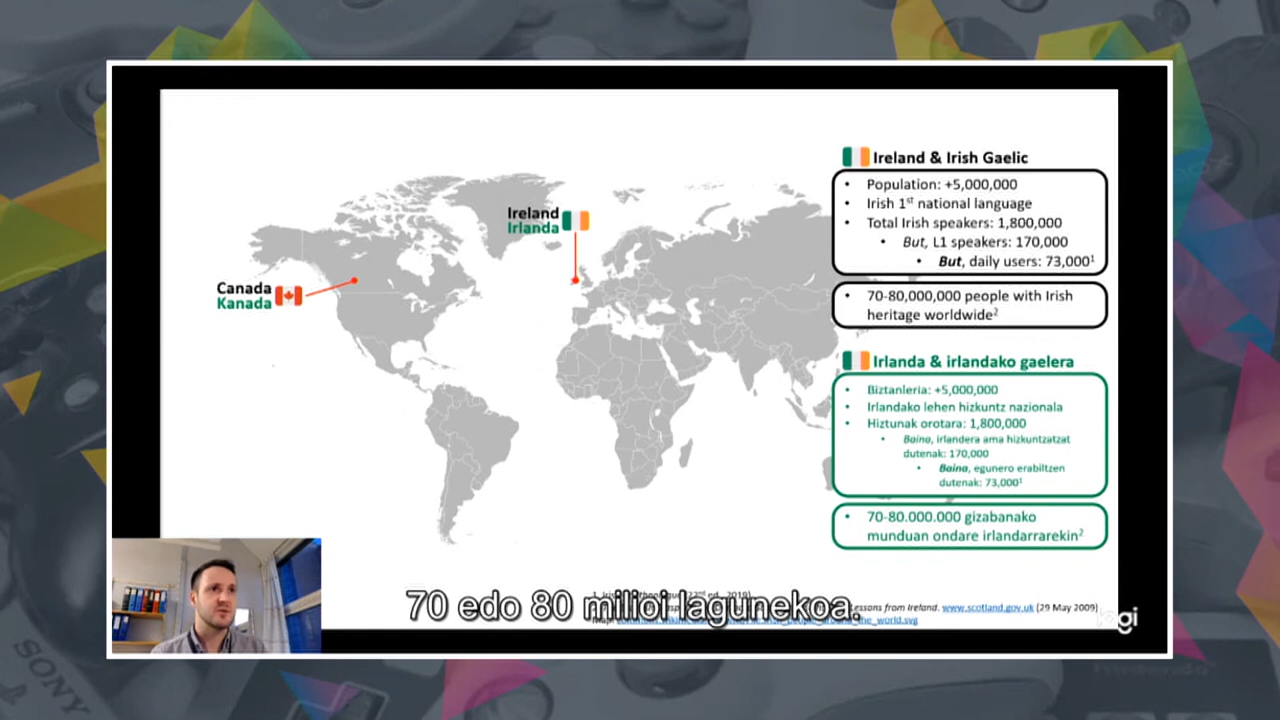 Ireland & Irish Gaelic
• Population: +5,000,000
• Irish 1st national language
• Total Irish speakers: 1,800,000
• But, L1 speakers: 170,000
• But, daily users: 73,000¹
• 70-80,000,000 people with Irish
heritage worldwide²
Ireland
Irlanda
Canada
Kanada
Irlanda & irlandako gaelera
• Biztanleria: +5,000,000
• Irlandako lehen hizkuntz nazionala
• Hiztunak orotara: 1,800,000
• Baina, irlandera ama hizkuntzatzat
dutenak: 170,000
• Baina, egunero erabiltzen
dutenak: 73,000¹
• 70-80.000.000 gizabanako
munduan ondare irlandarrarekin²
70 edo 80 milioi lagunekoa.
Lessons from Ireland. www.scotland.gov.uk (29 May 2009)
logi
SONY